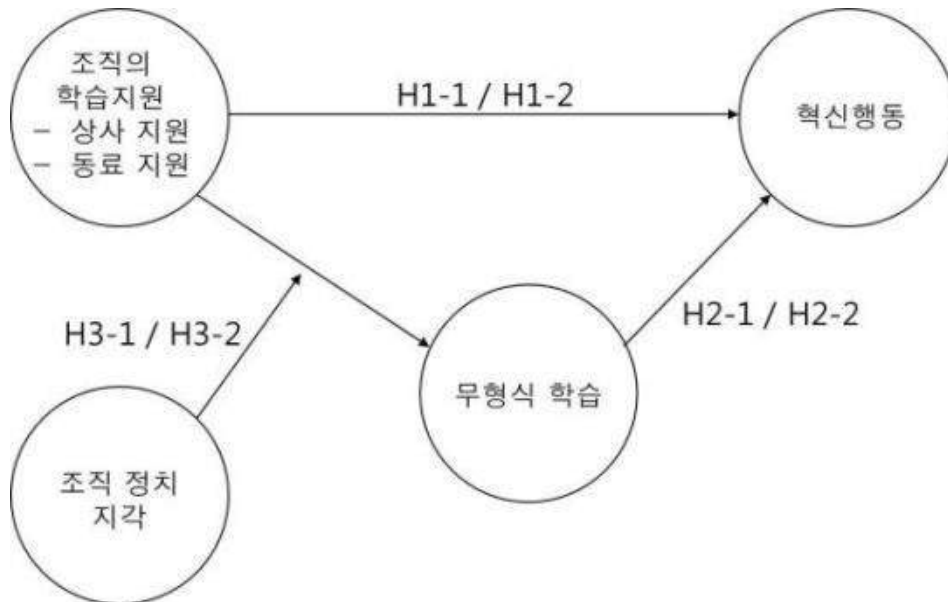 조직의
학습지원
– 상사 지원
– 동료 지원
H1-1 / H1-2
혁신행동
H3-1 / H3-2
H2-1 / H2-2
무형식 학습
조직 정치
지각